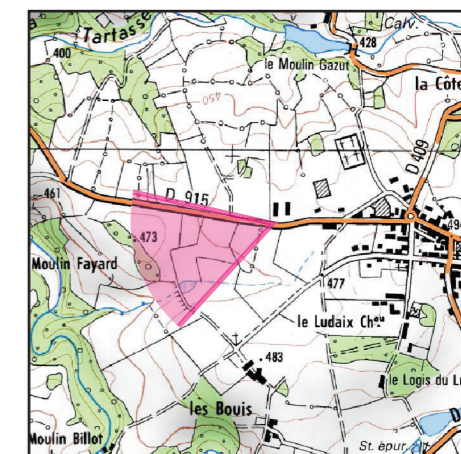 Tartasse
Calv.
400
428
le Moulin Gazut
la Côte
450
D 409
D 915
461
473
Moulin Fayard
477
le Ludaix Ch
483
le Logis du L
les Bouis
Moulin Billot
St. épur.